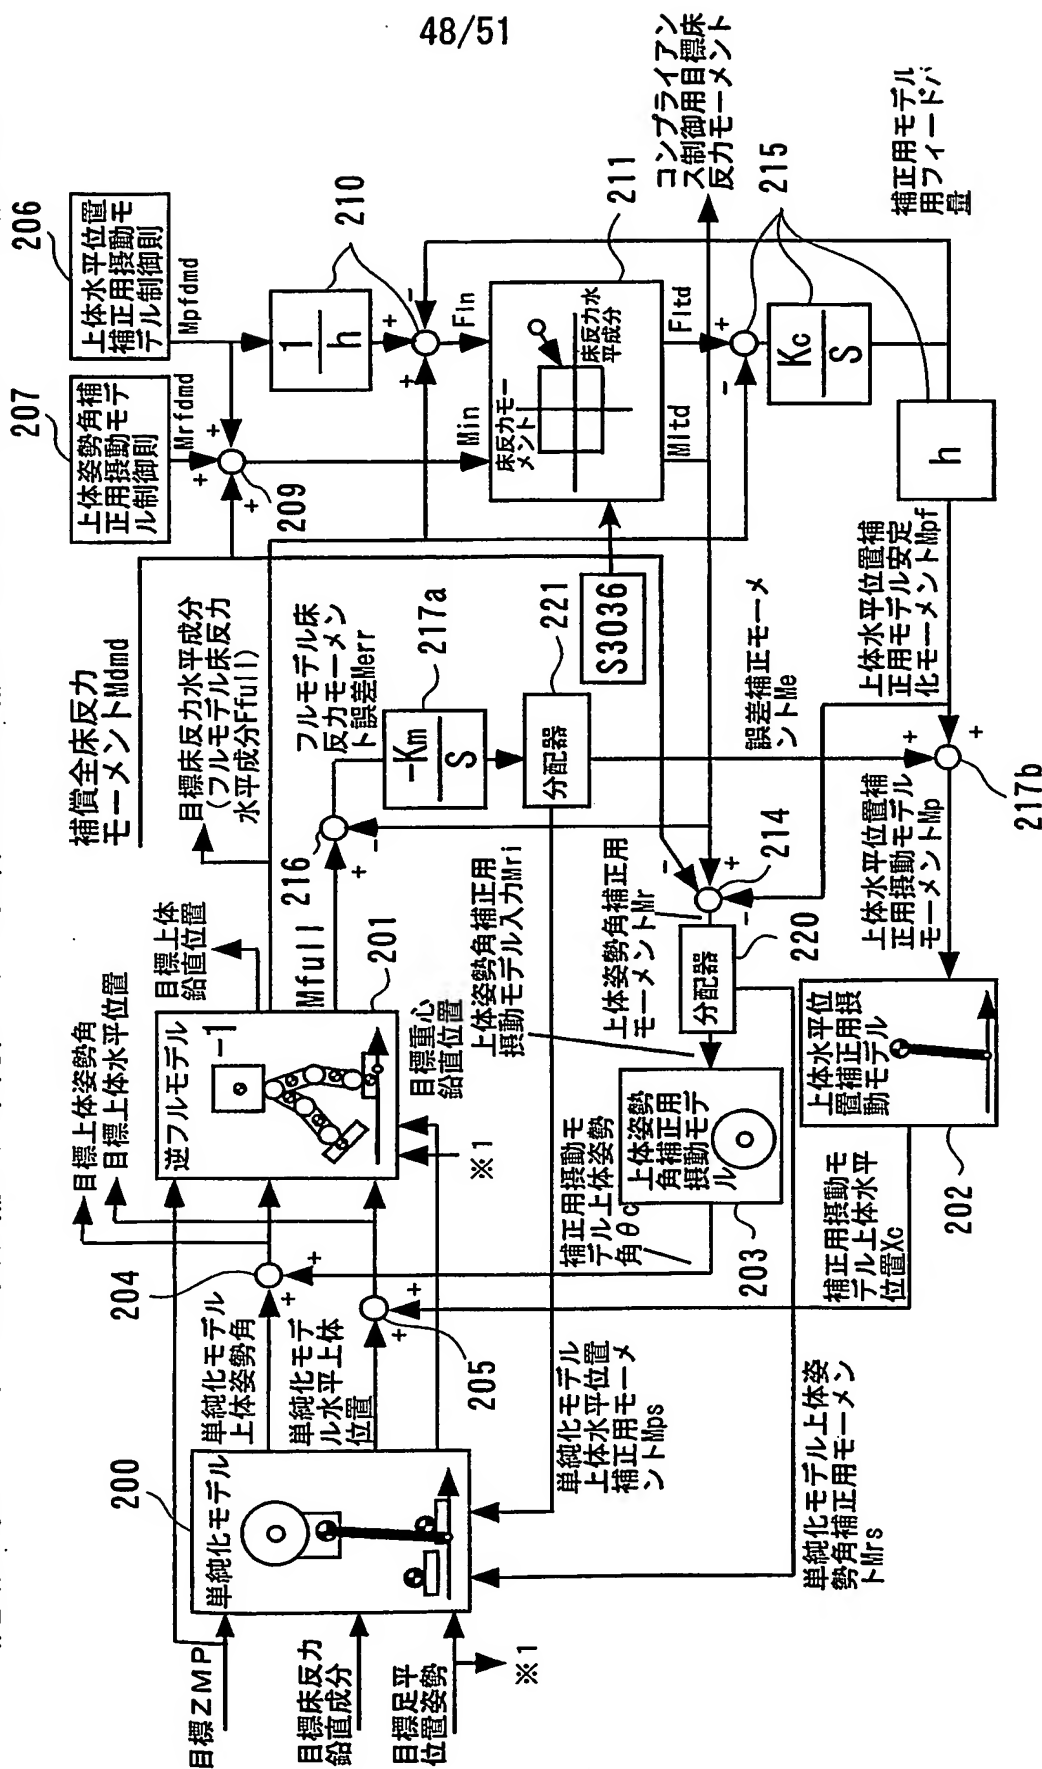 48/51
206
上体水平位置
補正用摂動モ
デル制御則
Mpfdmd
207
上体姿勢角補
正用摂動モデ
ル制御則
Mrfdmd
209
1
h
210
Fin
Min
床反力モー
メント
床反力水
平成分
211
Mltd
Fltd
コンプライアン
ス制御用目標床
反力モーメント
215
Kc
S
h
補正用モデル
用フィードバ
量
補償全床反力
モーメントMdmd
目標床反力水平成分
(フルモデル床反力
水平成分Ffull)
フルモデル床
反力モーメン
ト誤差Merr
217a
-Km
S
221
分配器
S3036
誤差補正モーメ
ントMe
上体水平位置補
正用モデル安定
化モーメントMpf
217b
上体水平位置補
正用摂動モデル
モーメントMp
214
216
Mfull
目標上体
鉛直位置
目標上体姿勢角
目標上体水平位置
201
逆フルモデル
-1
※1
目標重心
鉛直位置
上体姿勢角補正用
摂動モデル入力Mri
上体姿勢角補正用
モーメントMr
分配器
220
上体姿勢
角補正用
摂動モデ
ル
203
補正用摂動モ
デル上体姿勢
角θc
上体水平位
置補正用摂
動モデル
202
補正用摂動モ
デル上体水平
位置Xc
204
205
単純化モデル
上体姿勢角
単純化モデ
ル水平上体
位置
200
単純化モデル
単純化モデル
上体水平位置
補正用モーメ
ントMps
単純化モデル上体姿
勢角補正用モーメン
トMrs
目標ZMP
目標床反力
鉛直成分
目標足平
位置姿勢
※1